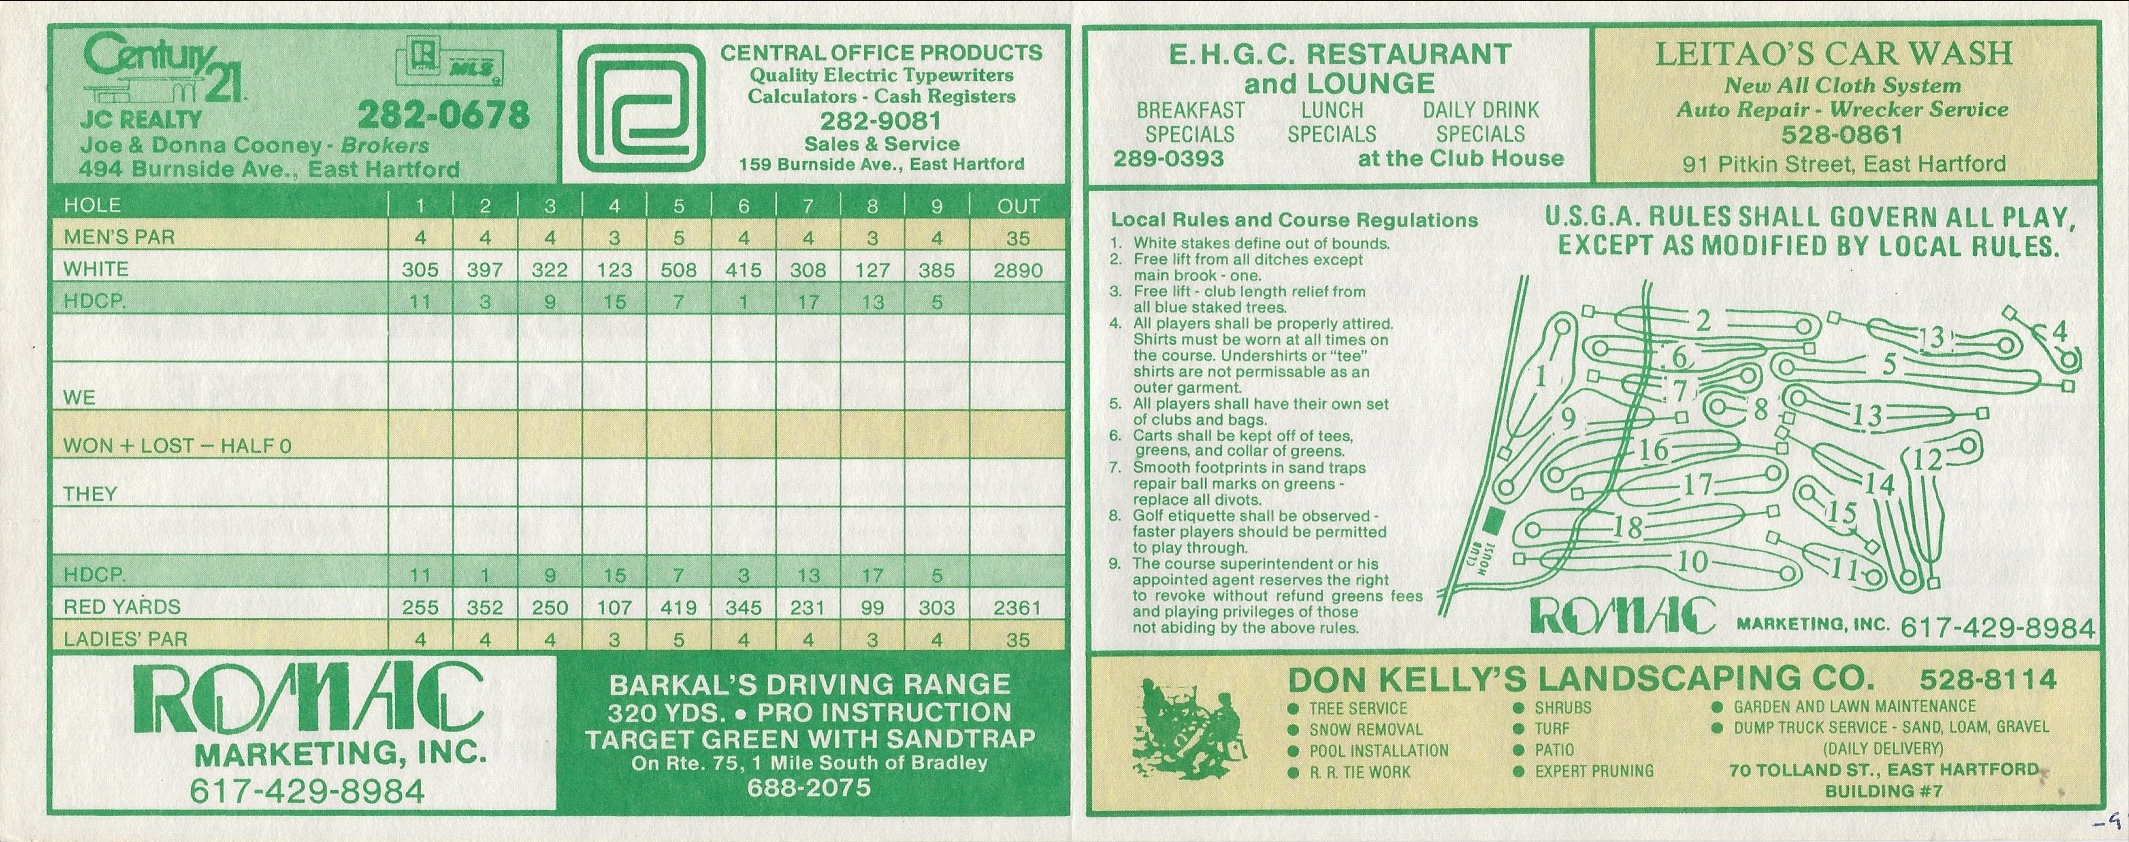 Century 21.
R MLS
JC REALTY 282-0678
Joe & Donna Cooney - Brokers
494 Burnside Ave., East Hartford
CENTRAL OFFICE PRODUCTS
Quality Electric Typewriters
Calculators - Cash Registers
282-9081
Sales & Service
159 Burnside Ave., East Hartford
HOLE 1 2 3 4 5 6 7 8 9 OUT
MEN'S PAR 4 4 4 3 5 4 4 3 4 35
WHITE 305 397 322 123 508 415 308 127 385 2890
HDCP. 11 3 9 15 7 1 17 13 5
WE
WON + LOST – HALF 0
THEY
HDCP. 11 1 9 15 7 3 13 17 5
RED YARDS 255 352 250 107 419 345 231 99 303 2361
LADIES' PAR 4 4 4 3 5 4 4 3 4 35
ROMAC
MARKETING, INC.
617-429-8984
BARKAL'S DRIVING RANGE
320 YDS. • PRO INSTRUCTION
TARGET GREEN WITH SANDTRAP
On Rte. 75, 1 Mile South of Bradley
688-2075
E.H.G.C. RESTAURANT
and LOUNGE
BREAKFAST LUNCH DAILY DRINK
SPECIALS SPECIALS SPECIALS
289-0393 at the Club House
LEITAO'S CAR WASH
New All Cloth System
Auto Repair - Wrecker Service
528-0861
91 Pitkin Street, East Hartford
Local Rules and Course Regulations
1. White stakes define out of bounds.
2. Free lift from all ditches except
main brook - one.
3. Free lift - club length relief from
all blue staked trees.
4. All players shall be properly attired.
Shirts must be worn at all times on
the course. Undershirts or “tee”
shirts are not permissable as an
outer garment.
5. All players shall have their own set
of clubs and bags.
6. Carts shall be kept off of tees,
greens, and collar of greens.
7. Smooth footprints in sand traps
repair ball marks on greens -
replace all divots.
8. Golf etiquette shall be observed -
faster players should be permitted
to play through.
9. The course superintendent or his
appointed agent reserves the right
to revoke without refund greens fees
and playing privileges of those
not abiding by the above rules.
U.S.G.A. RULES SHALL GOVERN ALL PLAY,
EXCEPT AS MODIFIED BY LOCAL RULES.
2 13 4
6 5
1 7
9 8 13
16 12
17 14
15
18
10 11
CLUB
HOUSE
ROMAC MARKETING, INC. 617-429-8984
DON KELLY'S LANDSCAPING CO. 528-8114
• TREE SERVICE • SHRUBS • GARDEN AND LAWN MAINTENANCE
• SNOW REMOVAL • TURF • DUMP TRUCK SERVICE - SAND, LOAM, GRAVEL
• POOL INSTALLATION • PATIO (DAILY DELIVERY)
• R. R. TIE WORK • EXPERT PRUNING 70 TOLLAND ST., EAST HARTFORD
BUILDING #7